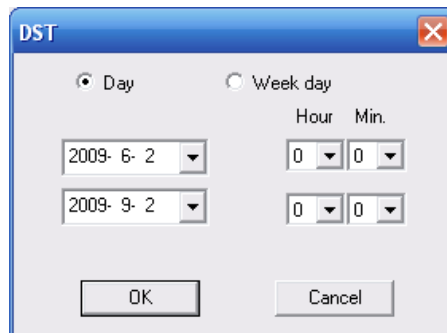 DST
Day Week day
Hour Min.
2009- 6- 2 0 0
2009- 9- 2 0 0
OK Cancel